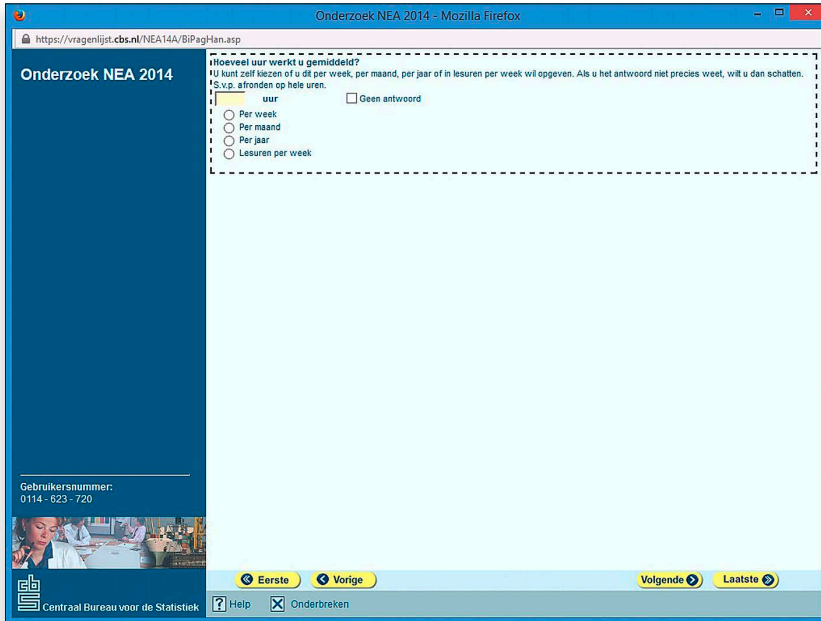 Onderzoek NEA 2014 - Mozilla Firefox
https://vragenlijst.cbs.nl/NEA14A/BiPagHan.asp
Onderzoek NEA 2014
Hoeveel uur werkt u gemiddeld?
U kunt zelf kiezen of u dit per week, per maand, per jaar of in lesuren per week wil opgeven. Als u het antwoord niet precies weet, wilt u dan schatten.
S.v.p. afronden op hele uren.
uur Geen antwoord
Per week
Per maand
Per jaar
Lesuren per week
Gebruikersnummer:
0114 - 623 - 720
Eerste Vorige Volgende Laatste
cbs
Centraal Bureau voor de Statistiek
? Help X Onderbreken